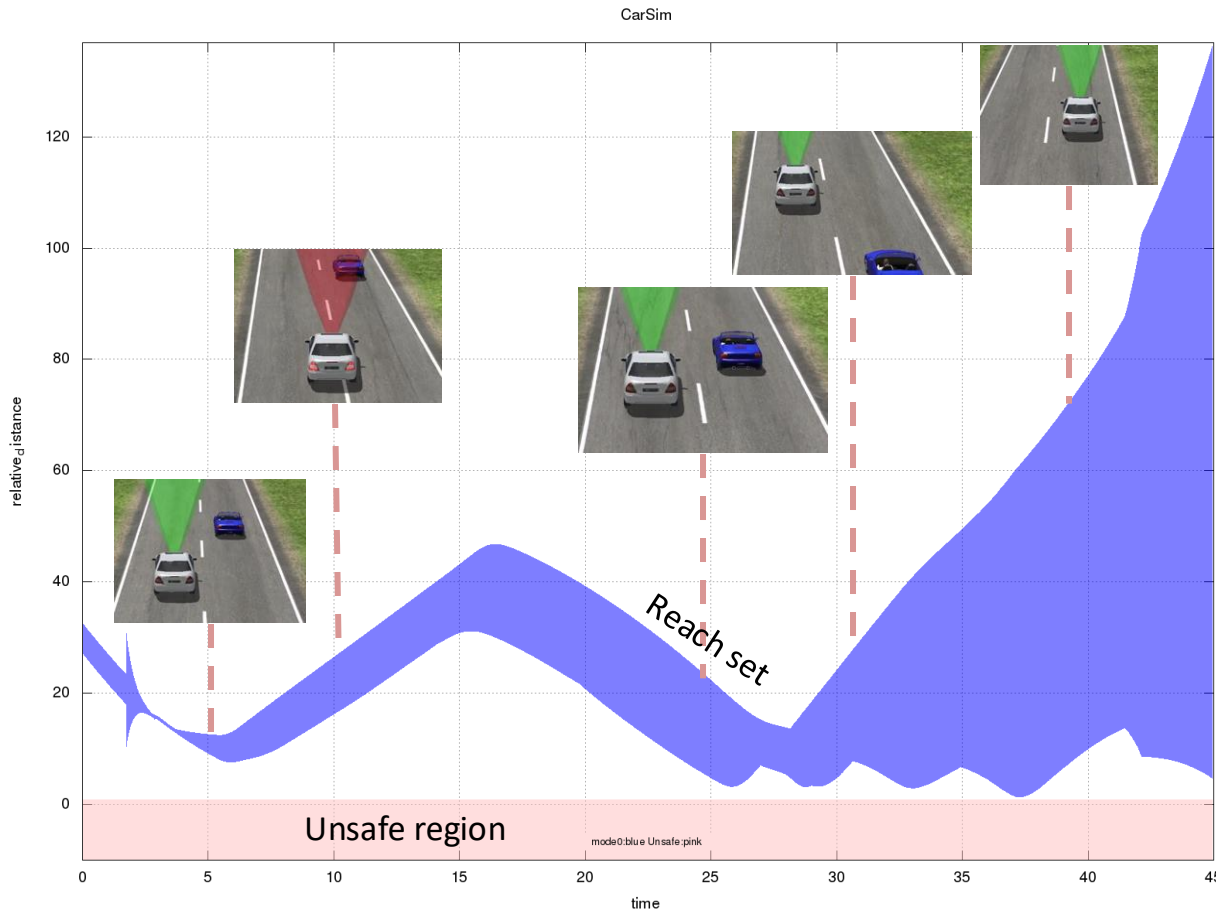 CarSim
120
100
80
60
40
20
0
relative_distance
Reach set
Unsafe region
mode0:blue Unsafe:pink
0 5 10 15 20 25 30 35 40 45
time